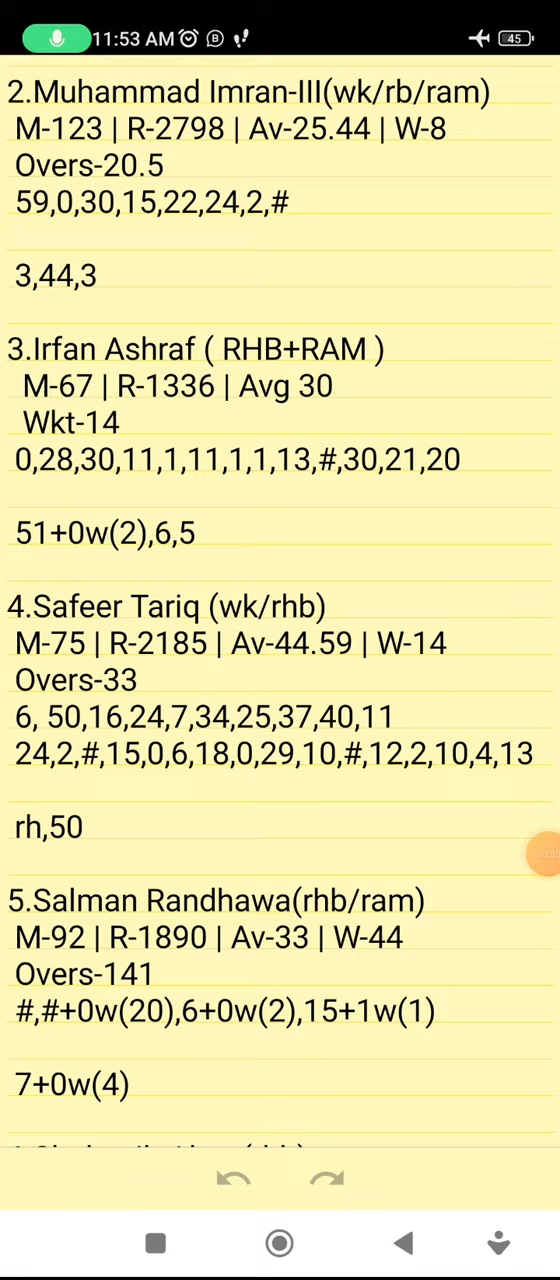 11:53 AM
45
2.Muhammad Imran-III(wk/rb/ram)
M-123 | R-2798 | Av-25.44 | W-8
Overs-20.5
59,0,30,15,22,24,2,#
3,44,3
3.Irfan Ashraf ( RHB+RAM )
M-67 | R-1336 | Avg 30
Wkt-14
0,28,30,11,1,11,1,1,13,#,30,21,20
51+0w(2),6,5
4.Safeer Tariq (wk/rhb)
M-75 | R-2185 | Av-44.59 | W-14
Overs-33
6, 50,16,24,7,34,25,37,40,11
24,2,#,15,0,6,18,0,29,10,#,12,2,10,4,13
rh,50
5.Salman Randhawa(rhb/ram)
M-92 | R-1890 | Av-33 | W-44
Overs-141
#,#+0w(20),6+0w(2),15+1w(1)
7+0w(4)